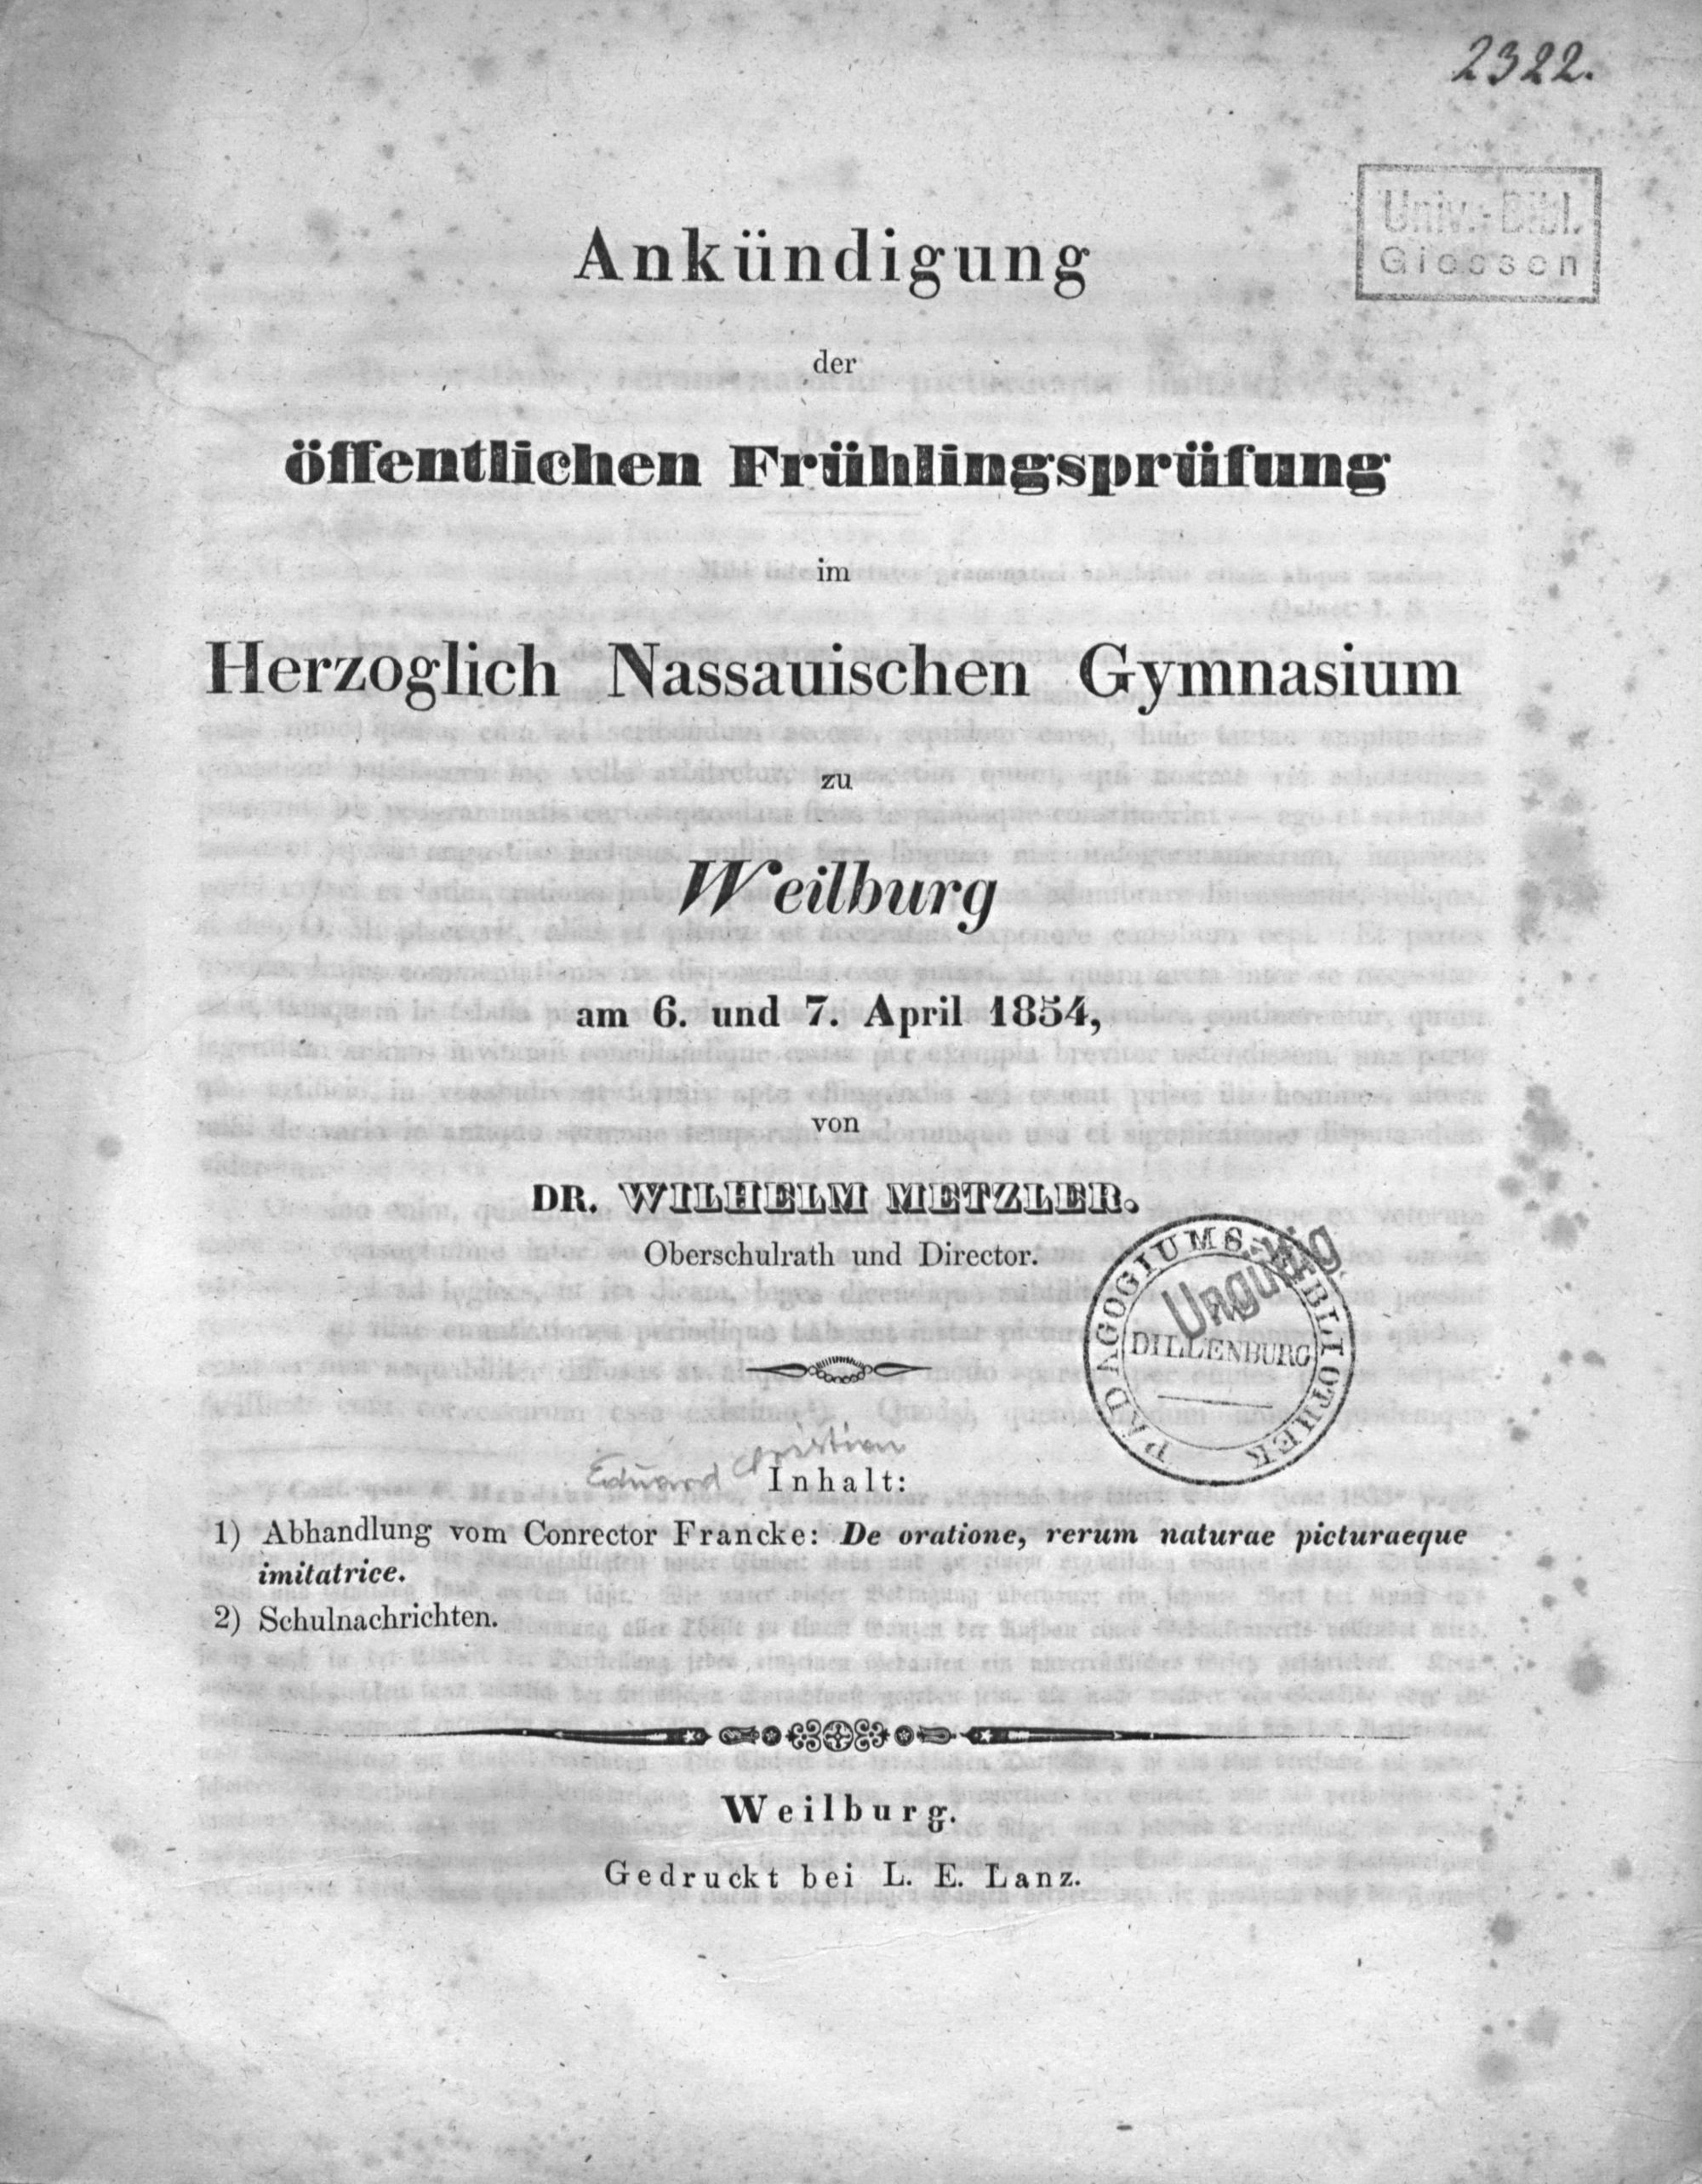 2322.
Univ.-Bibl.
Giessen
Ankündigung
der
öffentlichen Frühlingsprüfung
im
Herzoglich Nassauischen Gymnasium
zu
Weilburg
am 6. und 7. April 1854,
von
DR. WILHELM METZLER.
Oberschulrath und Director.
PÄDAGOGIUMS-BIBLIOTHEK
Ungültig
DILLENBURG
Eduard Christian
Inhalt:
1) Abhandlung vom Conrector Francke: De oratione, rerum naturae picturaeque
imitatrice.
2) Schulnachrichten.
Weilburg.
Gedruckt bei L. E. Lanz.